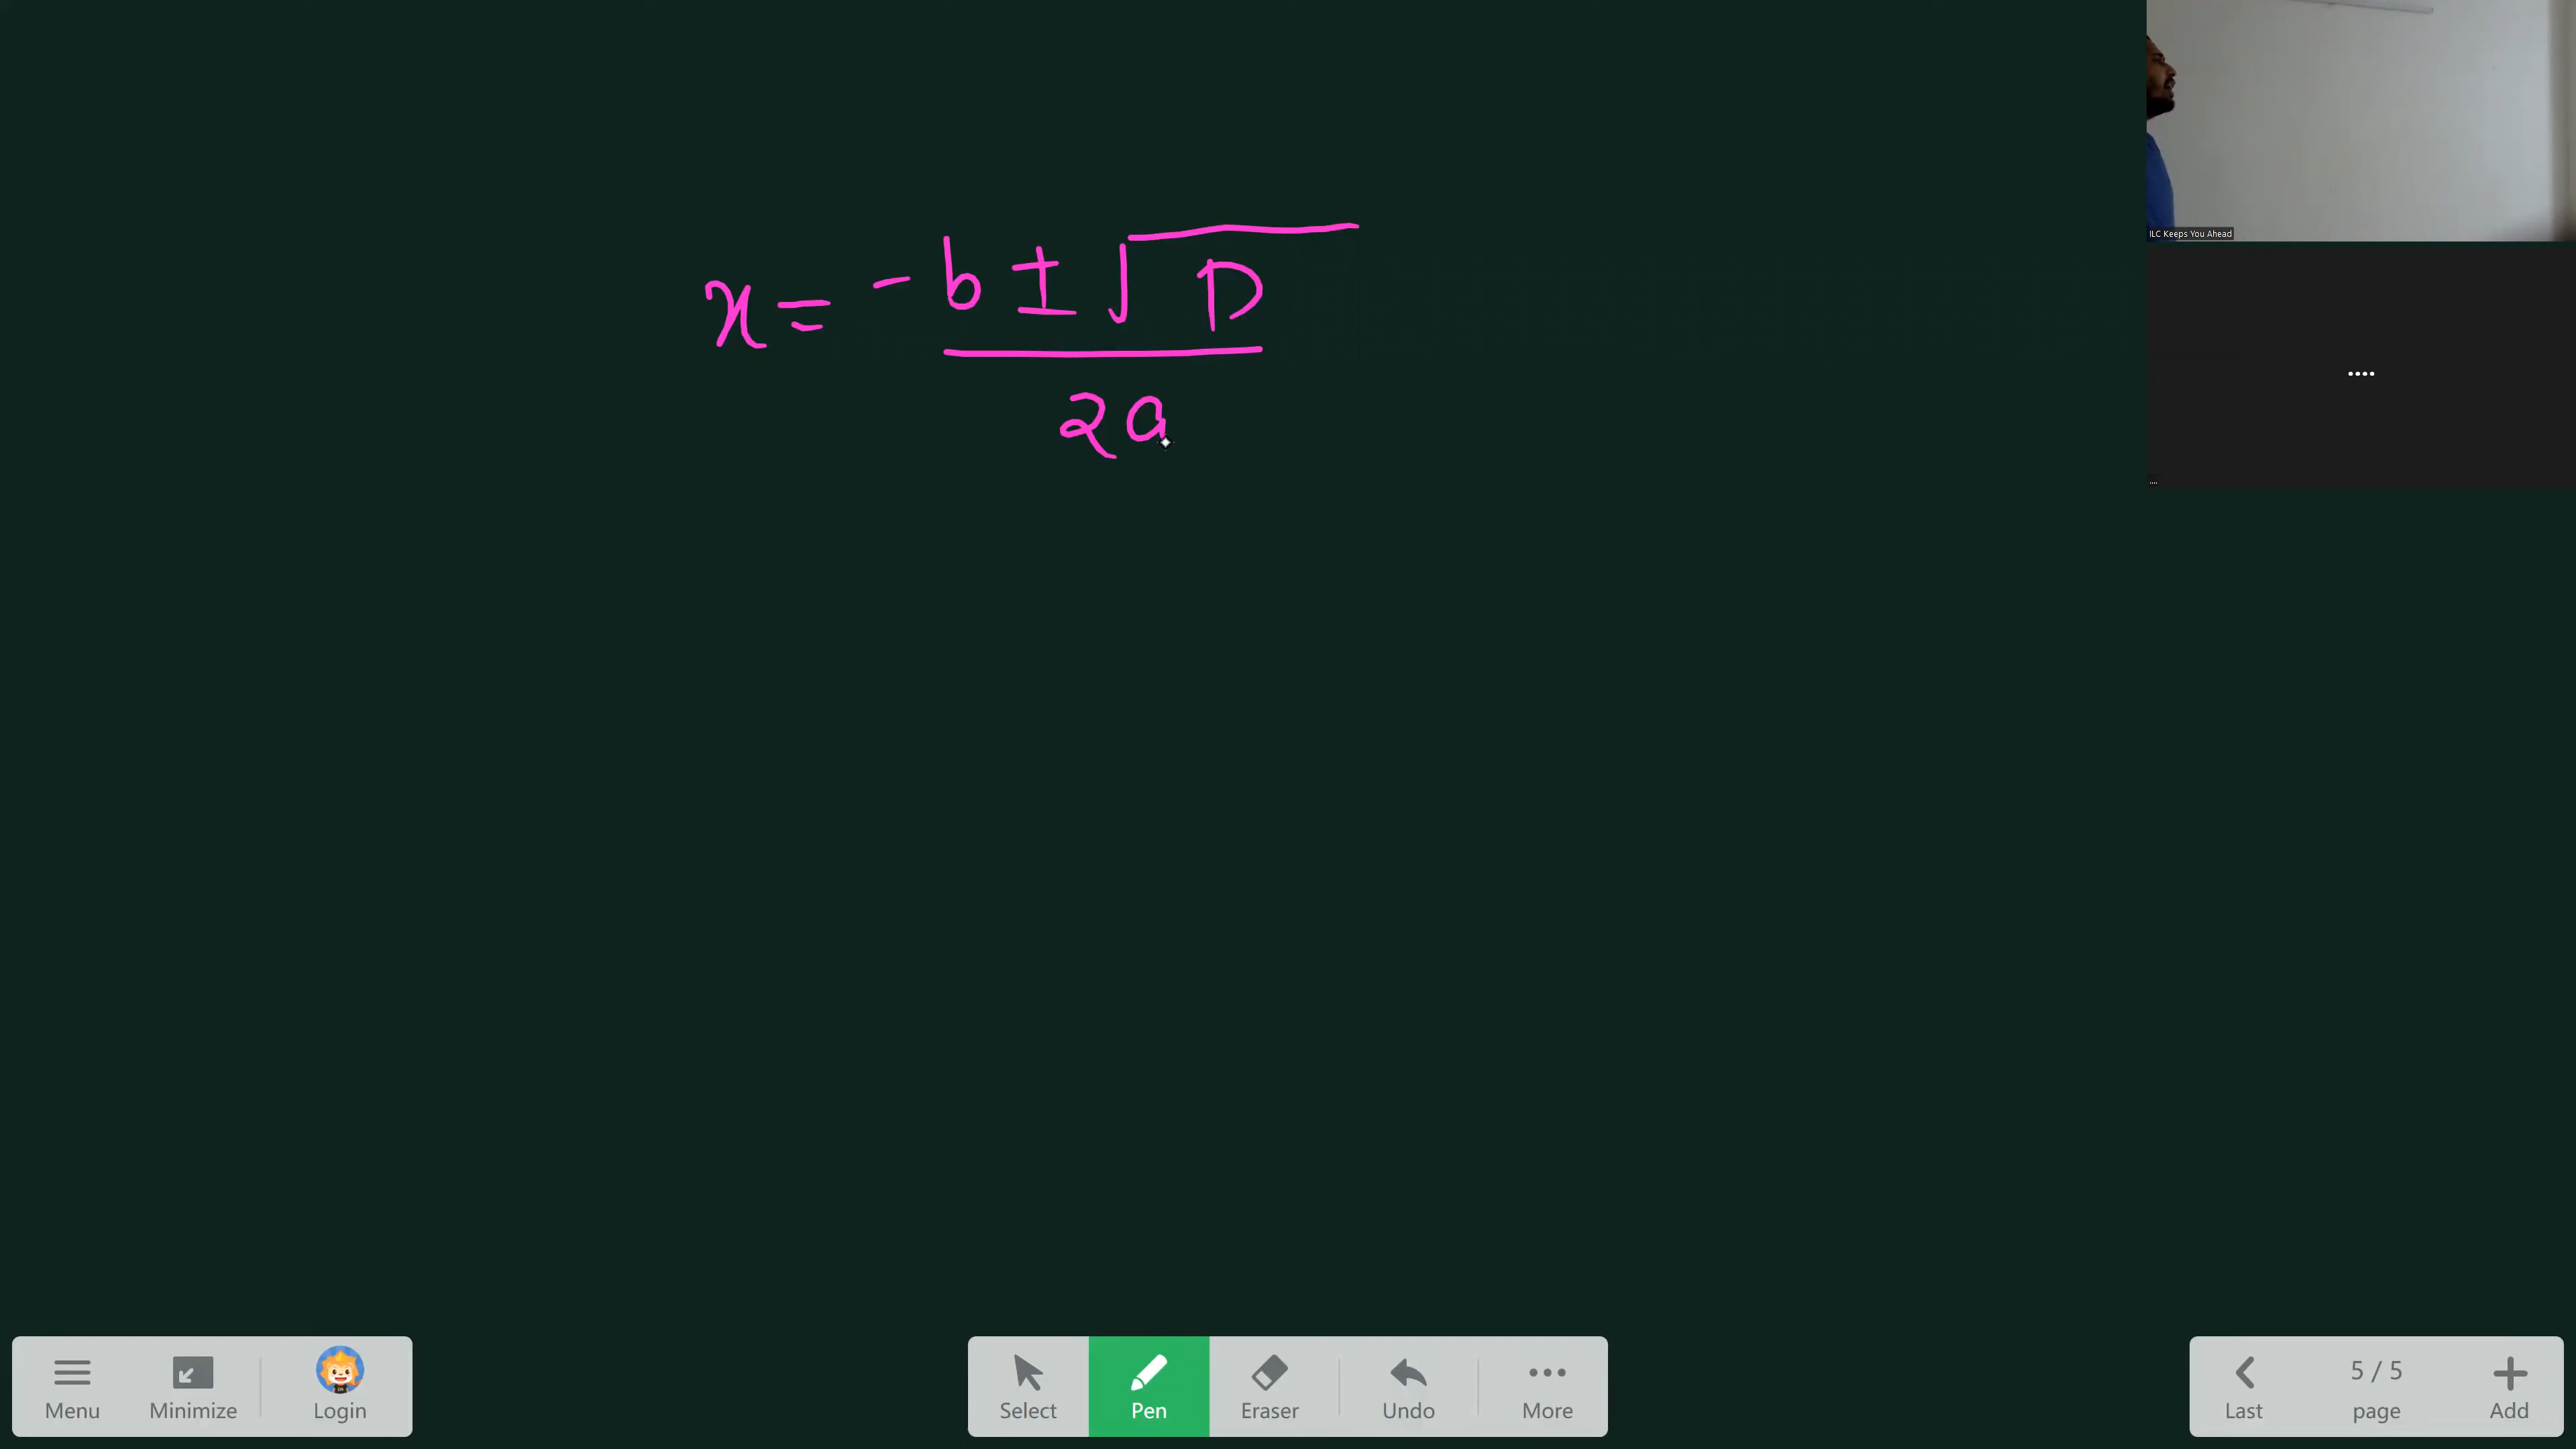 x = -b ± √D
2a
ILC Keeps You Ahead
....
....
Menu Minimize Login Select Pen Eraser Undo More Last 5 / 5 page Add